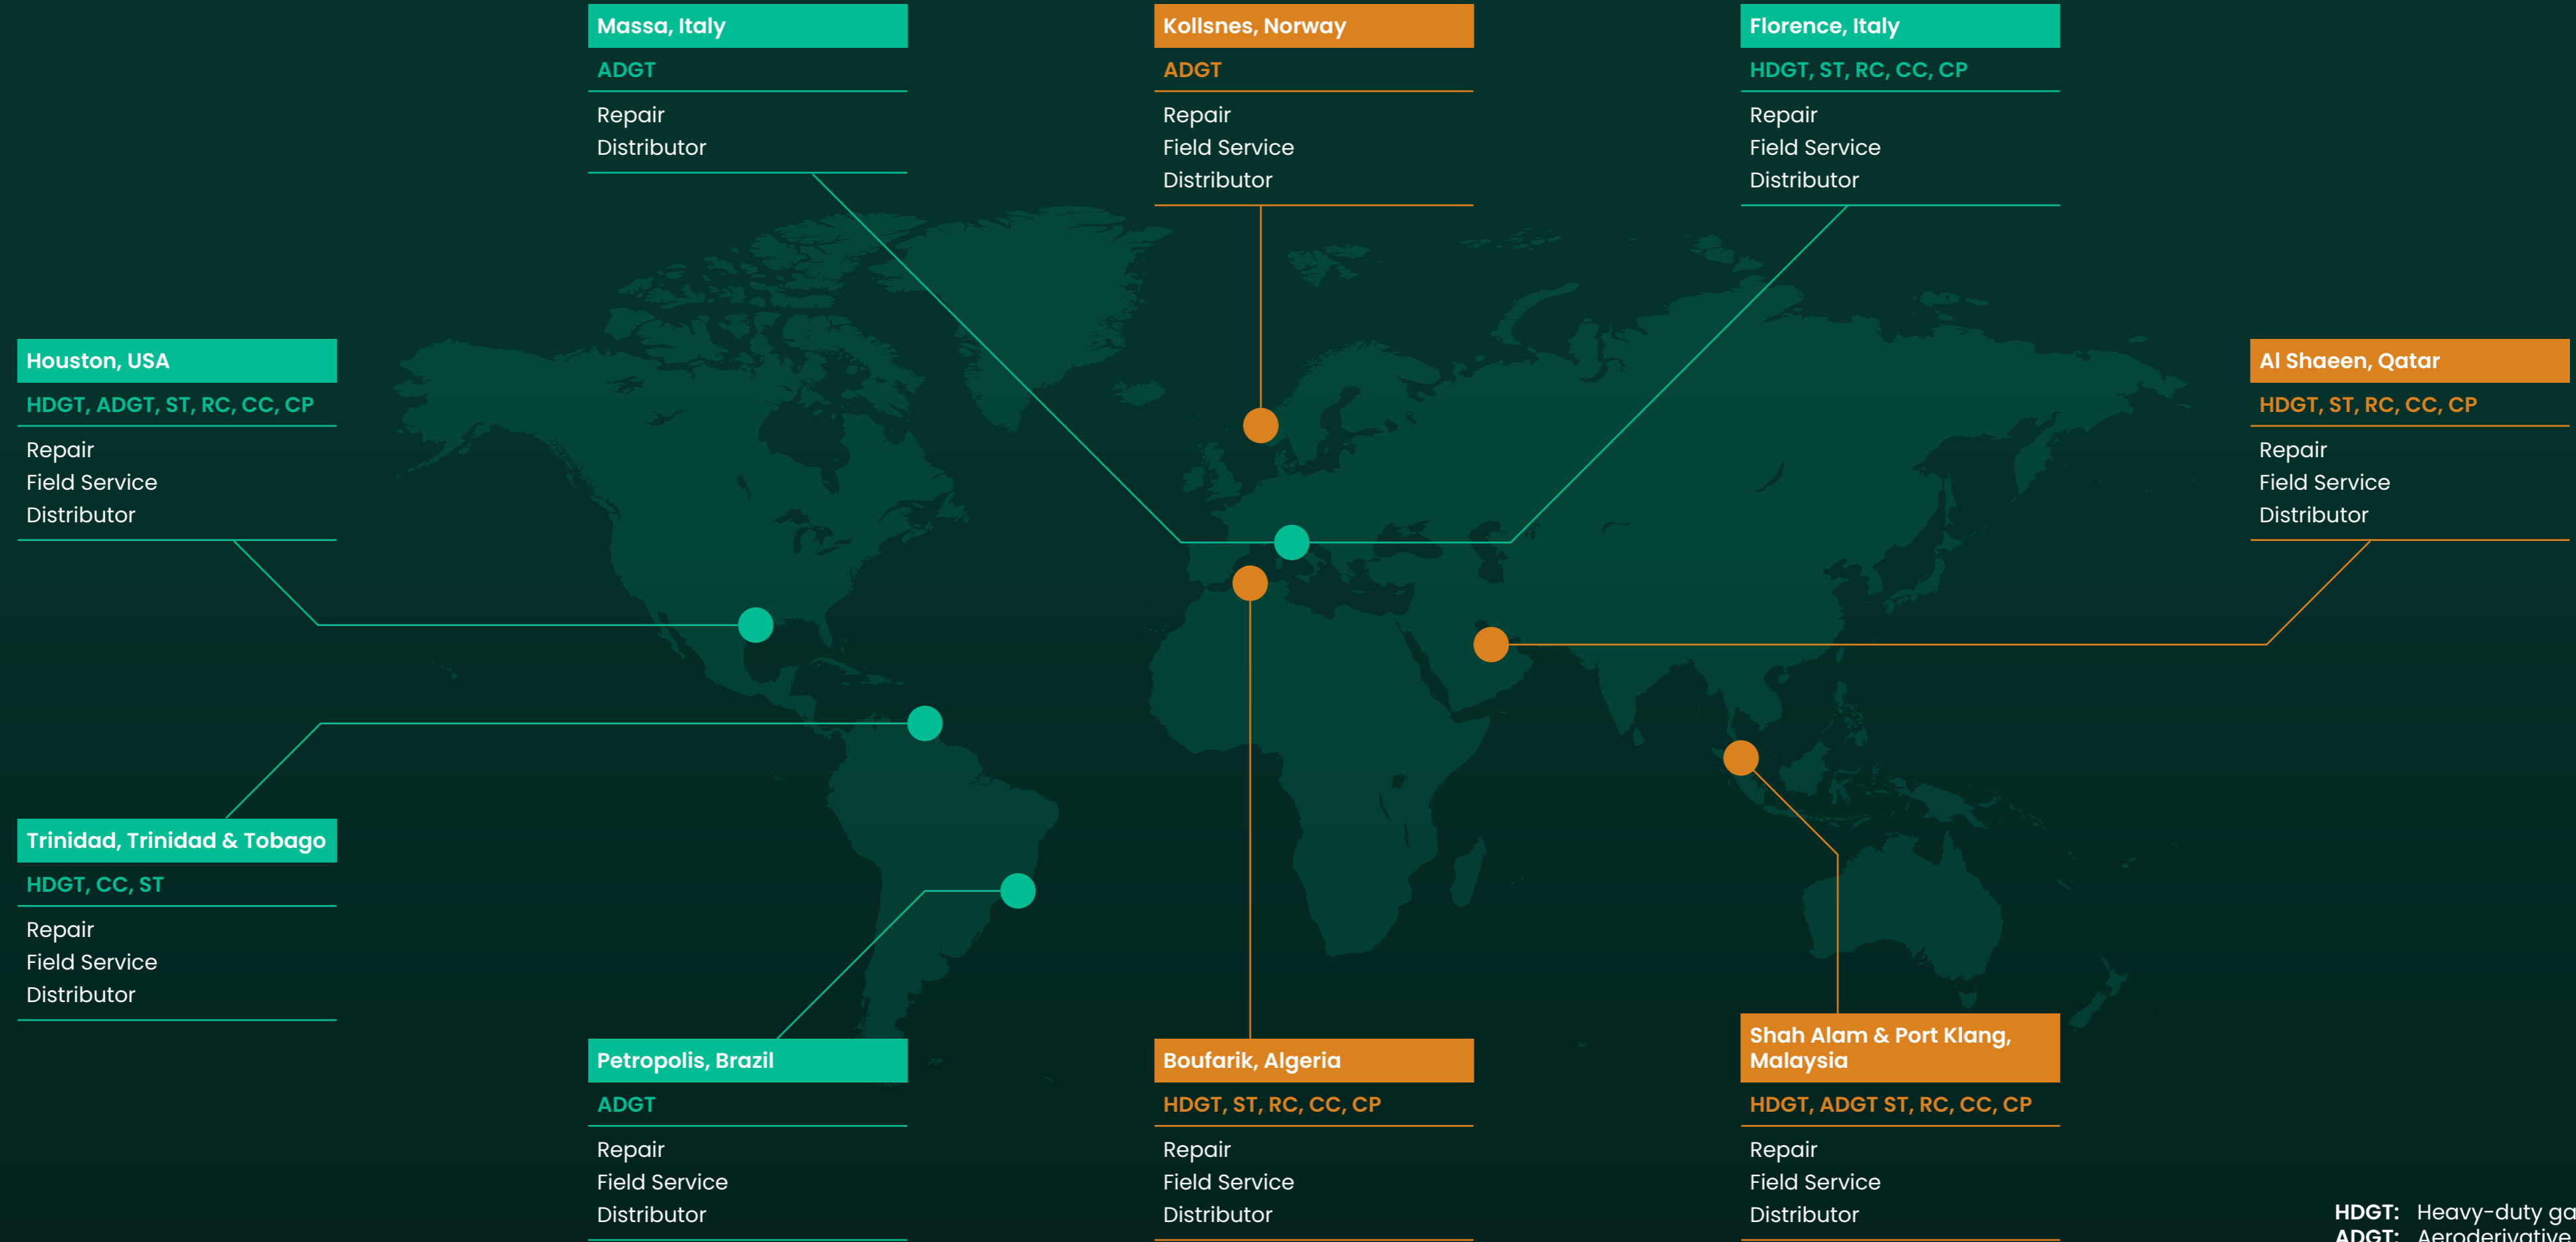 Massa, Italy
ADGT
Repair
Distributor
Kollsnes, Norway
ADGT
Repair
Field Service
Distributor
Florence, Italy
HDGT, ST, RC, CC, CP
Repair
Field Service
Distributor
Houston, USA
HDGT, ADGT, ST, RC, CC, CP
Repair
Field Service
Distributor
Al Shaeen, Qatar
HDGT, ST, RC, CC, CP
Repair
Field Service
Distributor
Trinidad, Trinidad & Tobago
HDGT, CC, ST
Repair
Field Service
Distributor
Petropolis, Brazil
ADGT
Repair
Field Service
Distributor
Boufarik, Algeria
HDGT, ST, RC, CC, CP
Repair
Field Service
Distributor
Shah Alam & Port Klang,
Malaysia
HDGT, ADGT ST, RC, CC, CP
Repair
Field Service
Distributor
HDGT: Heavy-duty ga
ADGT: Aeroderivative